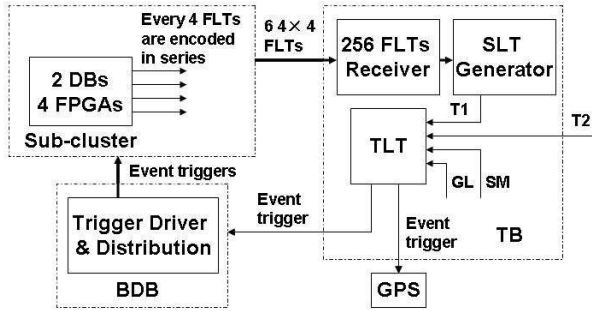 Every 4 FLTs
are encoded
in series
2 DBs
4 FPGAs
Sub-cluster
6 4 × 4
FLTs
256 FLTs
Receiver
SLT
Generator
T1
T2
TLT
GL SM
TB
Event triggers
Trigger Driver
& Distribution
BDB
Event
trigger
Event
trigger
GPS